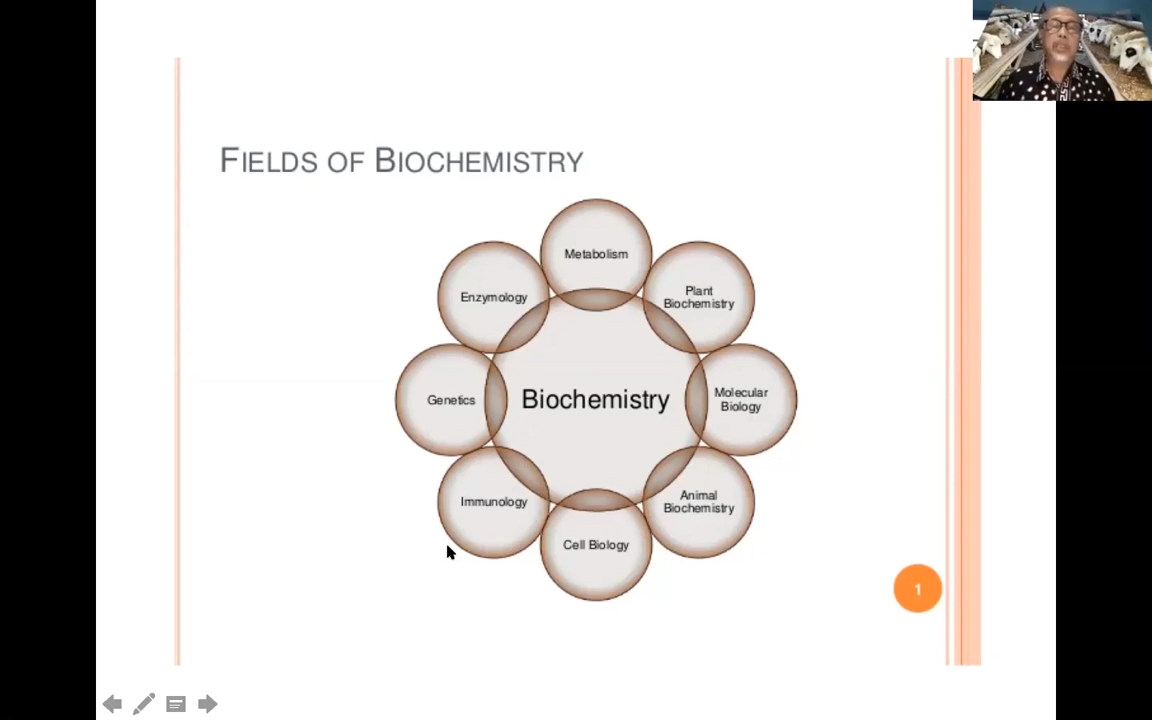 FIELDS OF BIOCHEMISTRY
Metabolism
Enzymology
Plant
Biochemistry
Genetics
Biochemistry
Molecular
Biology
Immunology
Animal
Biochemistry
Cell Biology
1